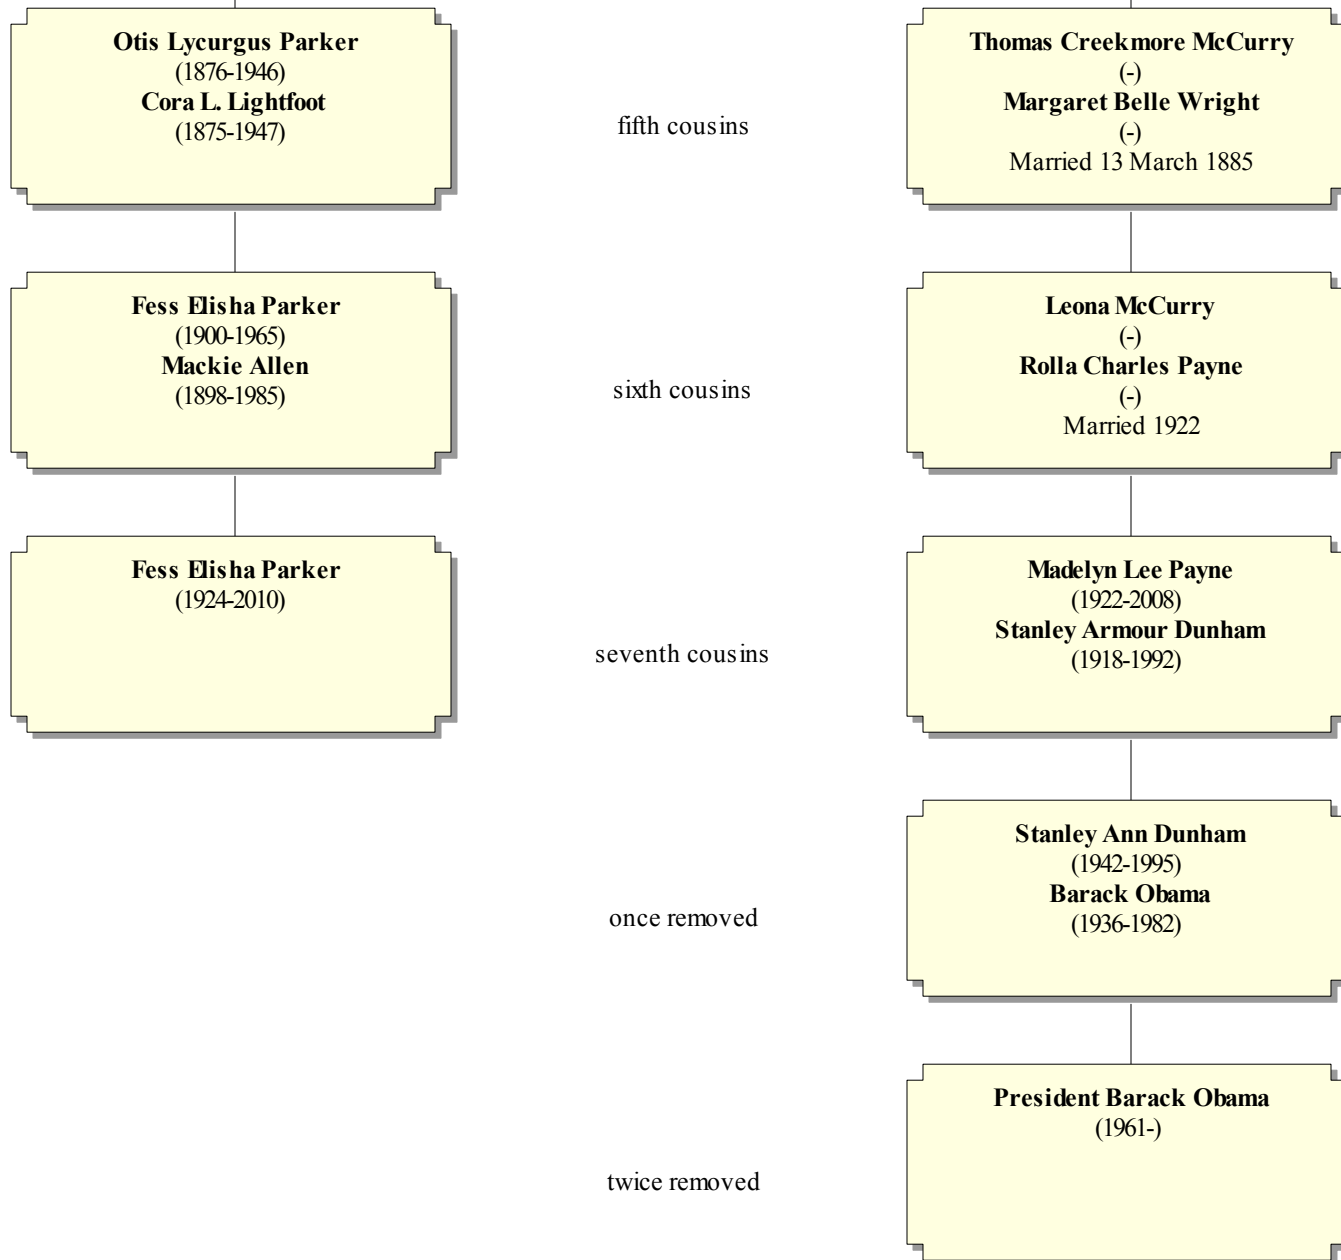 Otis Lycurgus Parker
(1876-1946)
Cora L. Lightfoot
(1875-1947)
fifth cousins
Thomas Creekmore McCurry
(-)
Margaret Belle Wright
(-)
Married 13 March 1885
Fess Elisha Parker
(1900-1965)
Mackie Allen
(1898-1985)
sixth cousins
Leona McCurry
(-)
Rolla Charles Payne
(-)
Married 1922
Fess Elisha Parker
(1924-2010)
seventh cousins
Madelyn Lee Payne
(1922-2008)
Stanley Armour Dunham
(1918-1992)
once removed
Stanley Ann Dunham
(1942-1995)
Barack Obama
(1936-1982)
twice removed
President Barack Obama
(1961-)